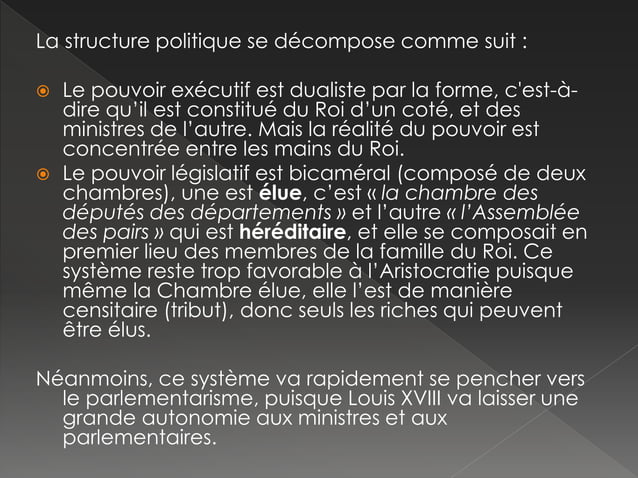 La structure politique se décompose comme suit :
Le pouvoir exécutif est dualiste par la forme, c'est-à-
dire qu’il est constitué du Roi d’un coté, et des
ministres de l’autre. Mais la réalité du pouvoir est
concentrée entre les mains du Roi.
Le pouvoir législatif est bicaméral (composé de deux
chambres), une est élue, c’est « la chambre des
députés des départements » et l’autre « l’Assemblée
des pairs » qui est héréditaire, et elle se composait en
premier lieu des membres de la famille du Roi. Ce
système reste trop favorable à l’Aristocratie puisque
même la Chambre élue, elle l’est de manière
censitaire (tribut), donc seuls les riches qui peuvent
être élus.
Néanmoins, ce système va rapidement se pencher vers
le parlementarisme, puisque Louis XVIII va laisser une
grande autonomie aux ministres et aux
parlementaires.